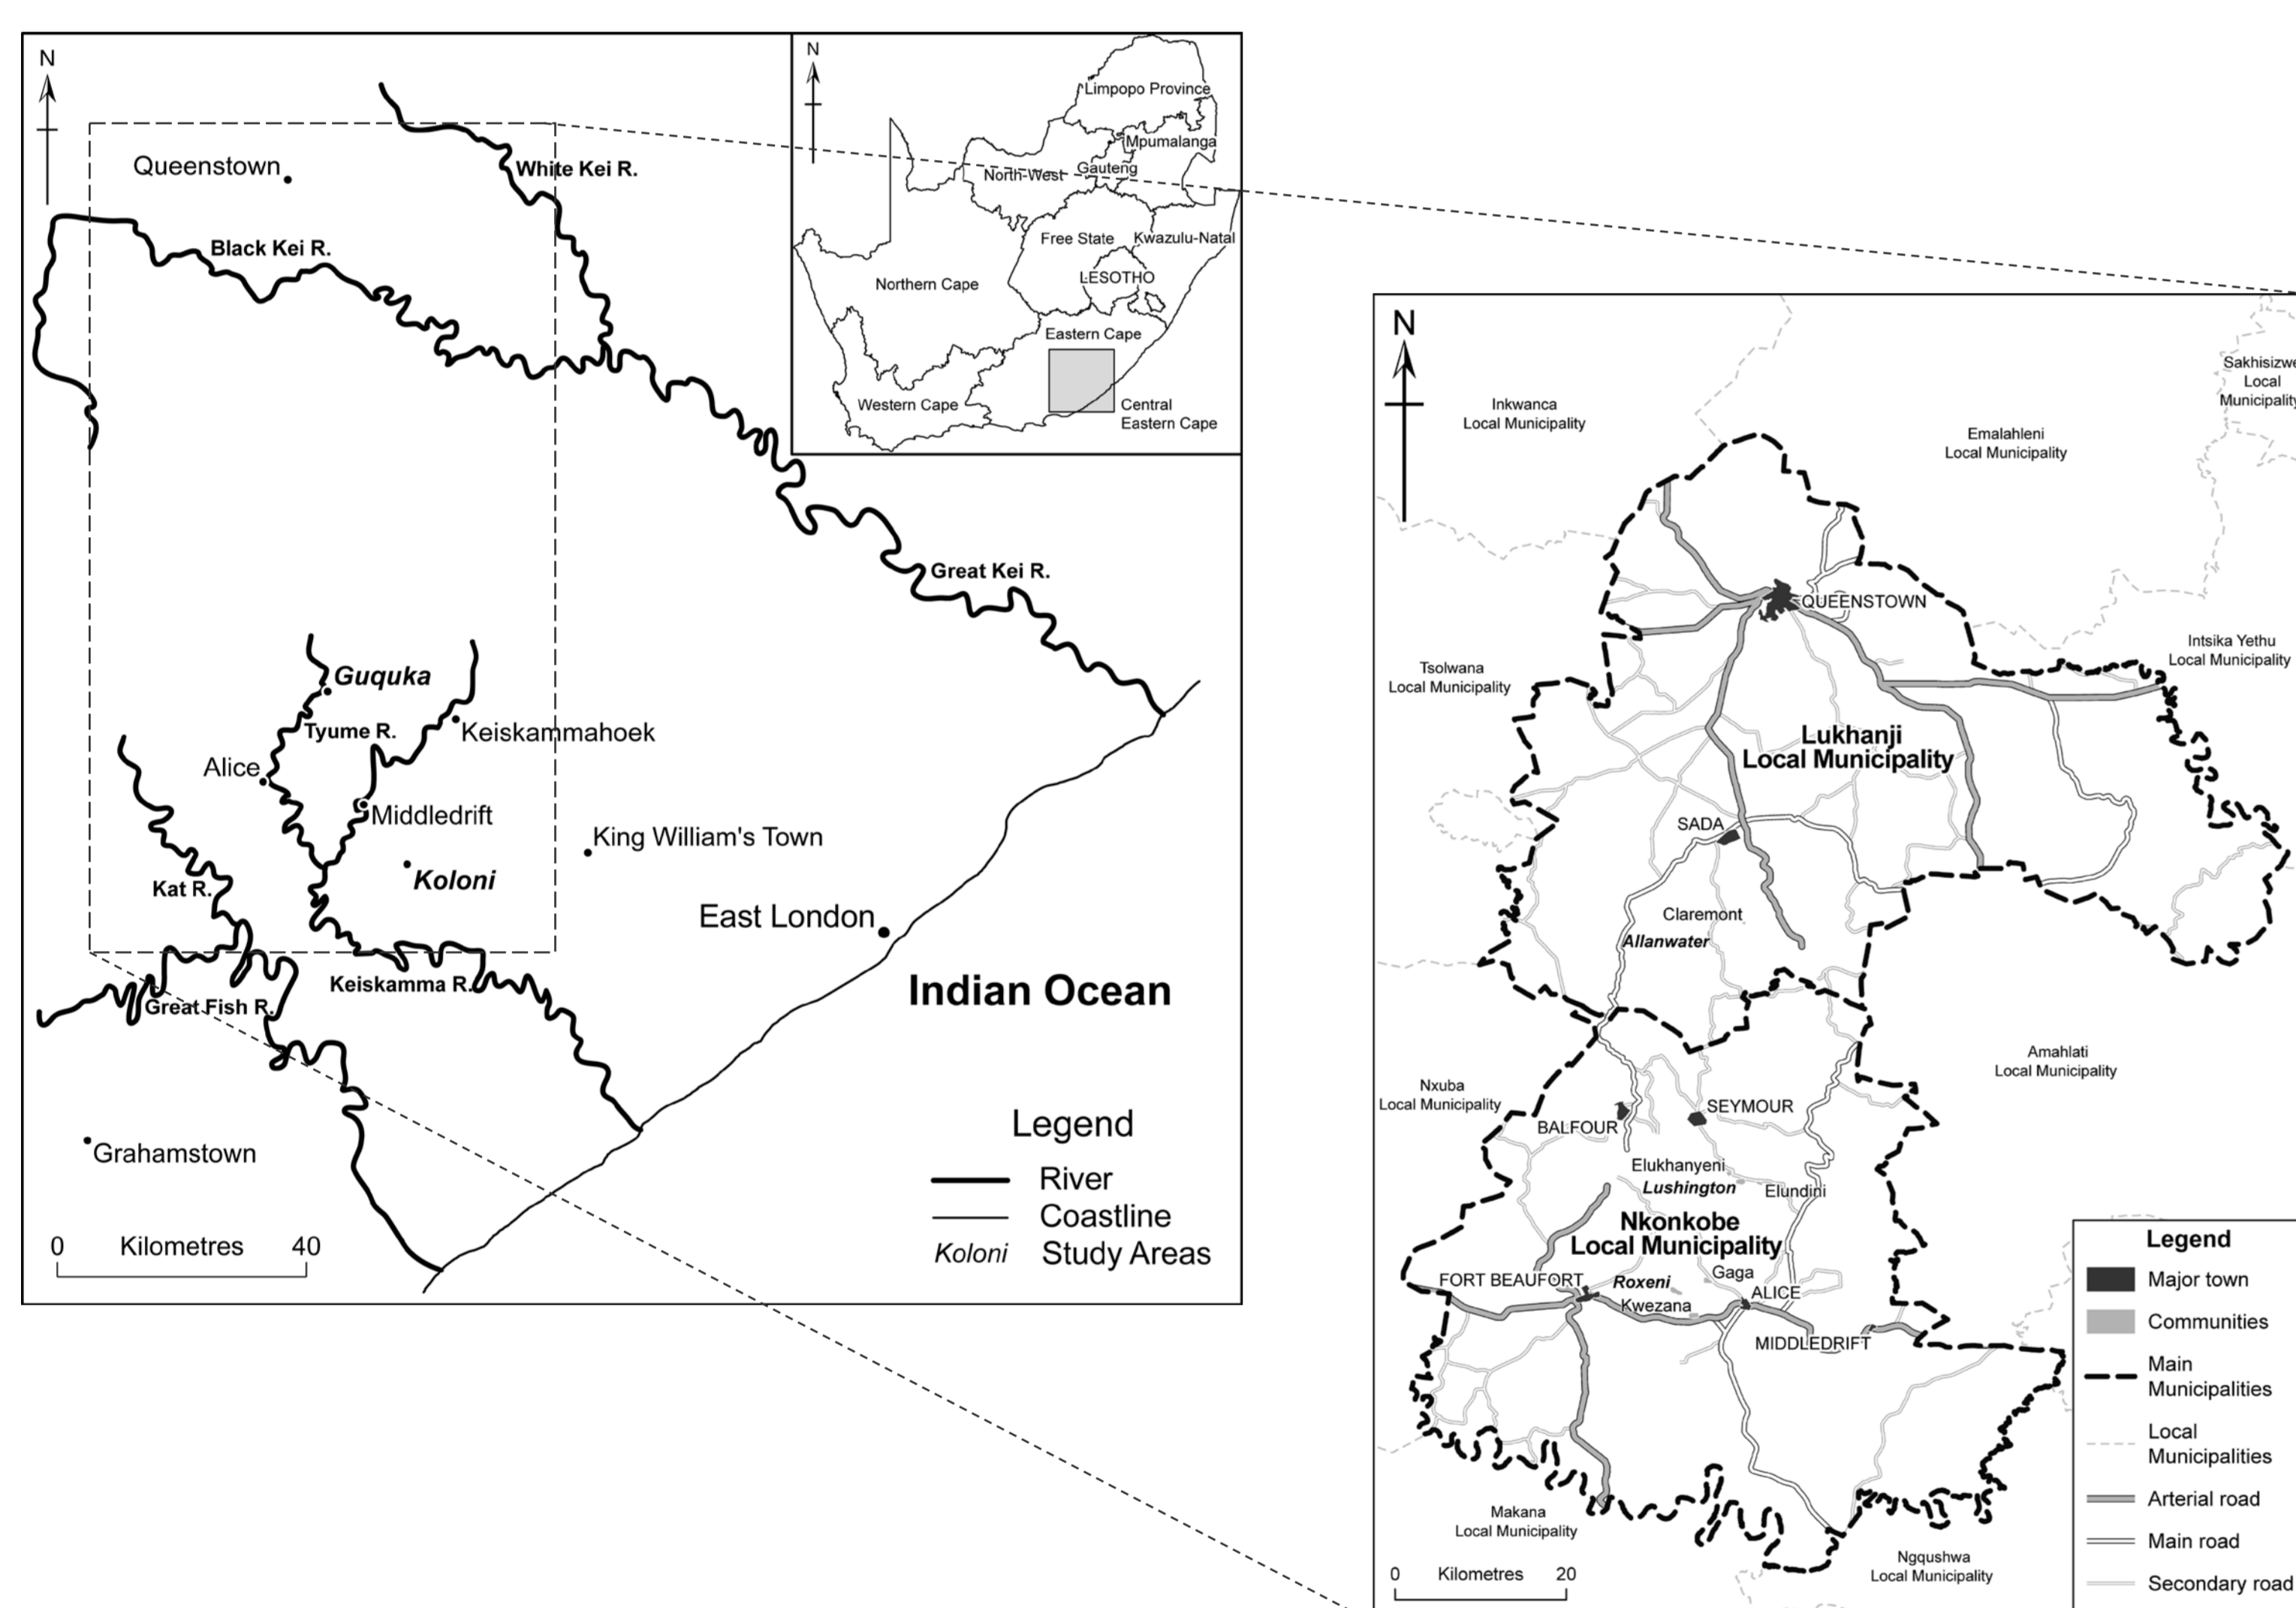 N
Queenstown
White Kei R.
Black Kei R.
Great Kei R.
Guquka
Tyume R.
Keiskammahoek
Alice
Middledrift
King William's Town
Koloni
Kat R.
East London
Keiskamma R.
Great Fish R.
Indian Ocean
Grahamstown
0 Kilometres 40
Legend
River
Coastline
Koloni Study Areas
N
Limpopo Province
Mpumalanga
Gauteng
North-West
Free State
Kwazulu-Natal
LESOTHO
Northern Cape
Eastern Cape
Western Cape
Central
Eastern Cape
N
Sakhisizwe
Local
Municipality
Inkwanca
Local Municipality
Emalahleni
Local Municipality
QUEENSTOWN
Intsika Yethu
Local Municipality
Tsolwana
Local Municipality
Lukhanji
Local Municipality
SADA
Claremont
Allanwater
Amahlati
Local Municipality
Nxuba
Local Municipality
SEYMOUR
BALFOUR
Elukhanyeni
Lushington
Elundini
Nkonkobe
Local Municipality
Gaga
FORT BEAUFORT
Roxeni
ALICE
Kwezana
MIDDLEDRIFT
Makana
Local Municipality
Ngqushwa
Local Municipality
0 Kilometres 20
Legend
Major town
Communities
Main
Municipalities
Local
Municipalities
Arterial road
Main road
Secondary road